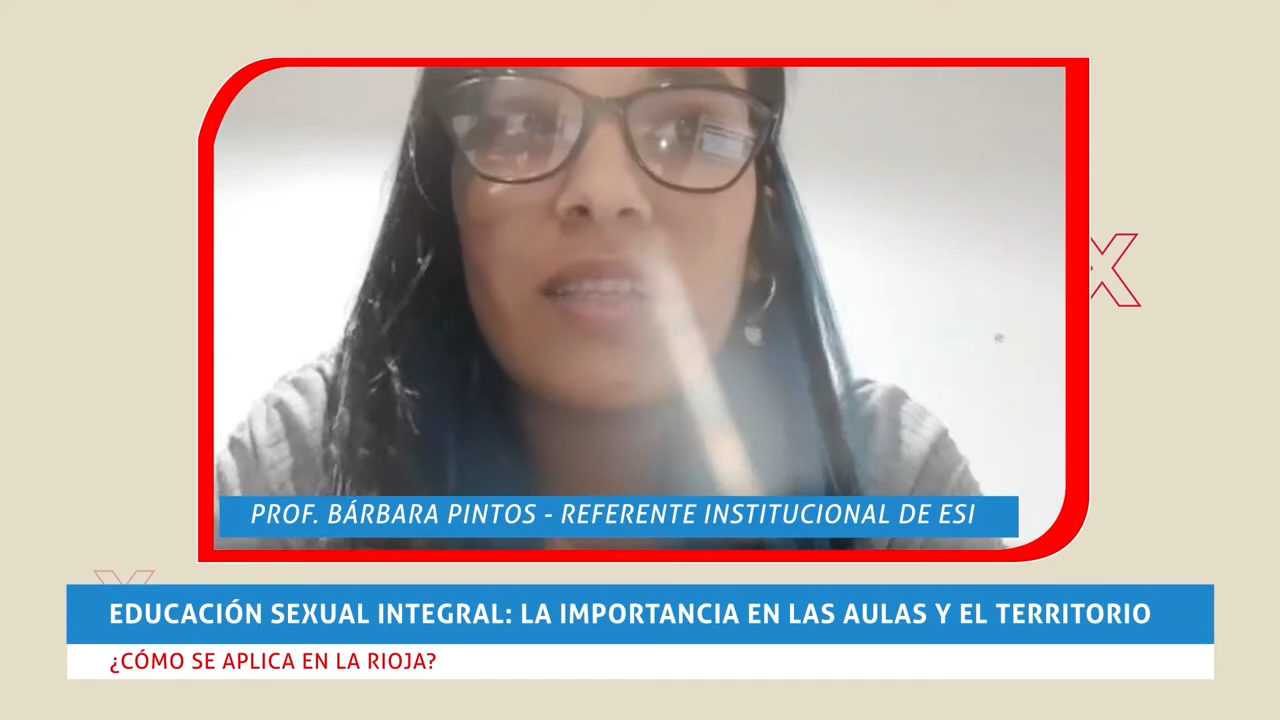 X
PROF. BÁRBARA PINTOS - REFERENTE INSTITUCIONAL DE ESI
EDUCACIÓN SEXUAL INTEGRAL: LA IMPORTANCIA EN LAS AULAS Y EL TERRITORIO
¿CÓMO SE APLICA EN LA RIOJA?